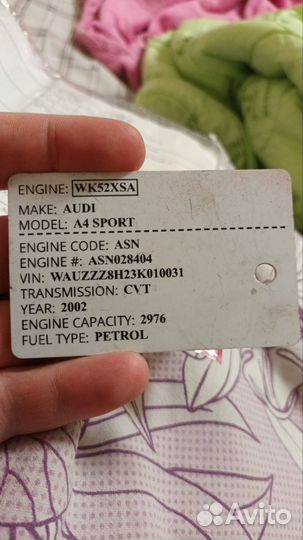 ENGINE: WK52XSA
MAKE: AUDI
MODEL: A4 SPORT
ENGINE CODE: ASN
ENGINE #: ASN028404
VIN: WAUZZZ8H23K010031
TRANSMISSION: CVT
YEAR: 2002
ENGINE CAPACITY: 2976
FUEL TYPE: PETROL
Avito